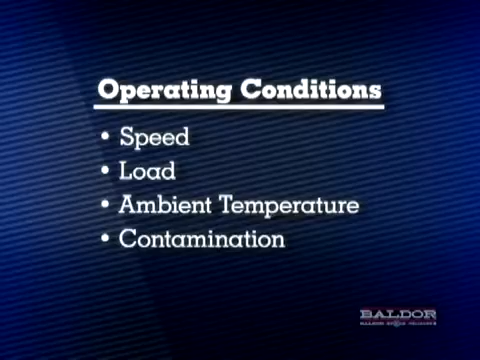 Operating Conditions
• Speed
• Load
• Ambient Temperature
• Contamination
BALDOR